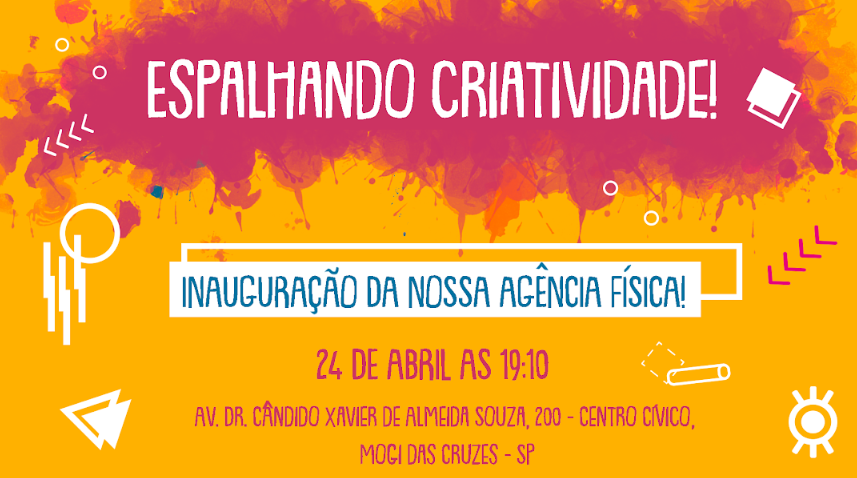 ESPALHANDO CRIATIVIDADE!
INAUGURAÇÃO DA NOSSA AGÊNCIA FÍSICA!
24 DE ABRIL AS 19:10
AV. DR. CÂNDIDO XAVIER DE ALMEIDA SOUZA, 200 - CENTRO CÍVICO,
MOGI DAS CRUZES - SP